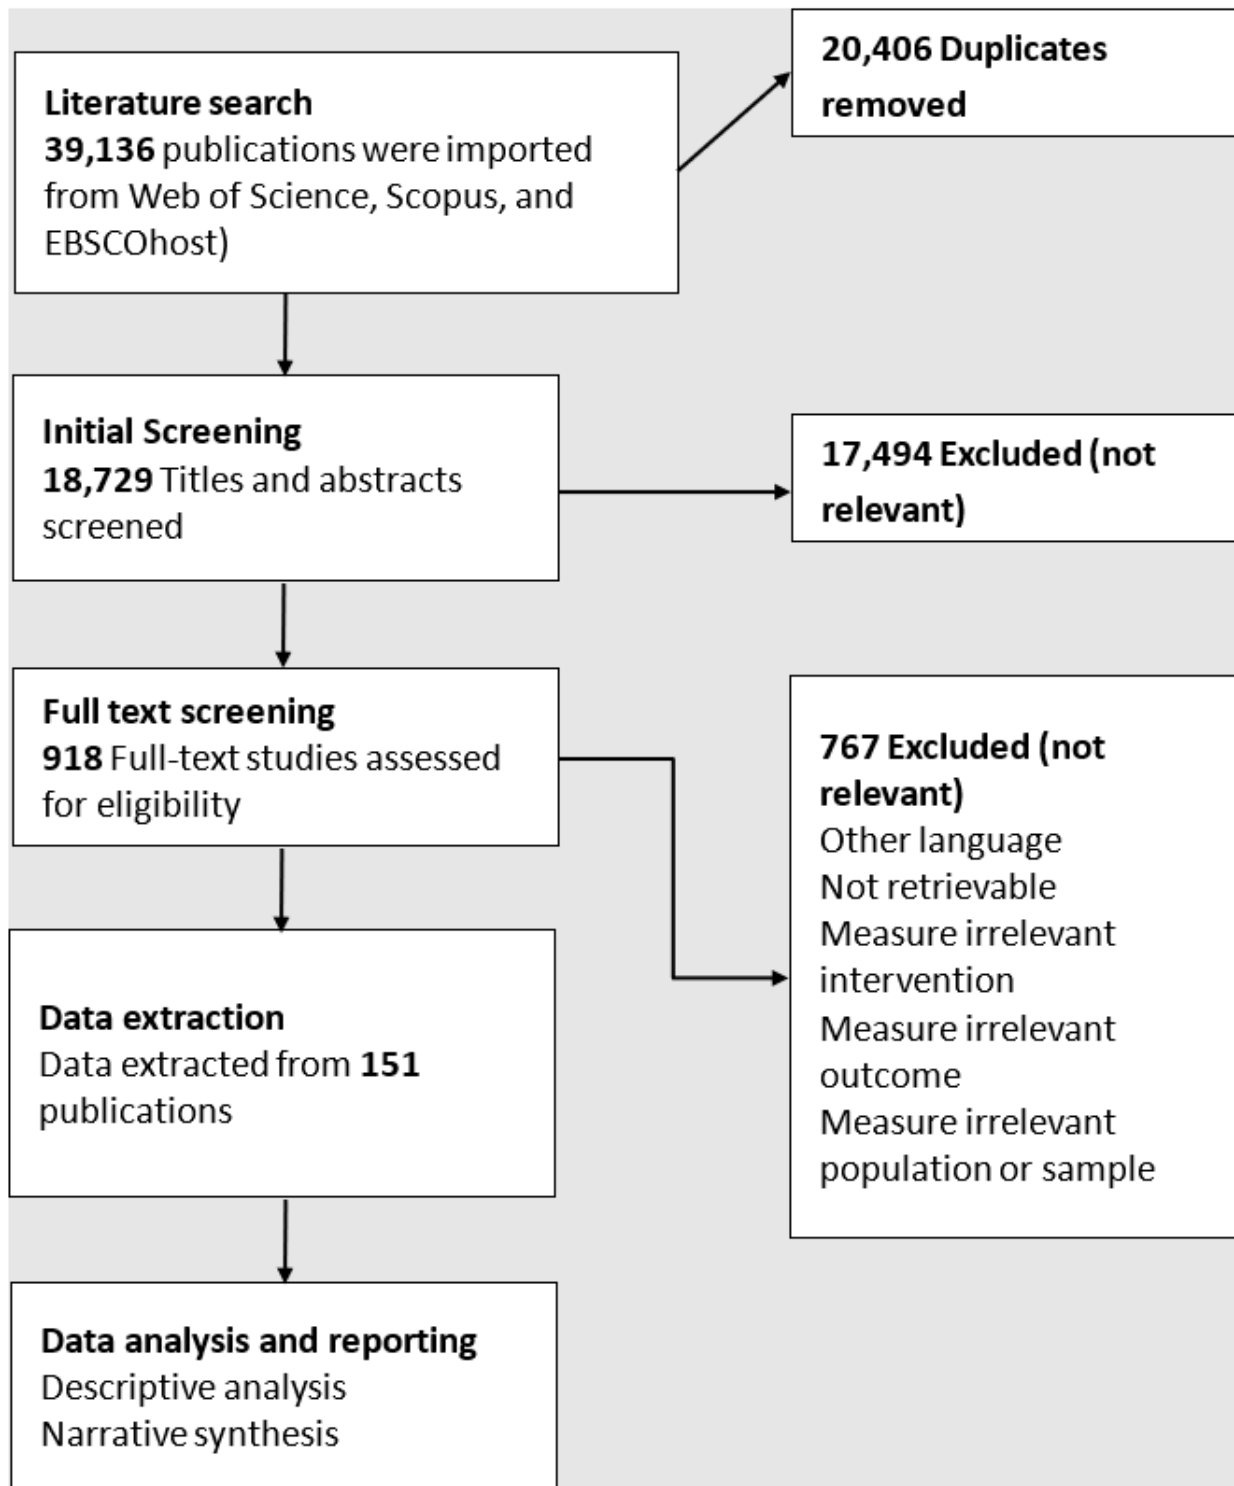 Literature search
39,136 publications were imported
from Web of Science, Scopus, and
EBSCOhost)
20,406 Duplicates
removed
Initial Screening
18,729 Titles and abstracts
screened
17,494 Excluded (not
relevant)
Full text screening
918 Full-text studies assessed
for eligibility
767 Excluded (not
relevant)
Other language
Not retrievable
Measure irrelevant
intervention
Measure irrelevant
outcome
Measure irrelevant
population or sample
Data extraction
Data extracted from 151
publications
Data analysis and reporting
Descriptive analysis
Narrative synthesis